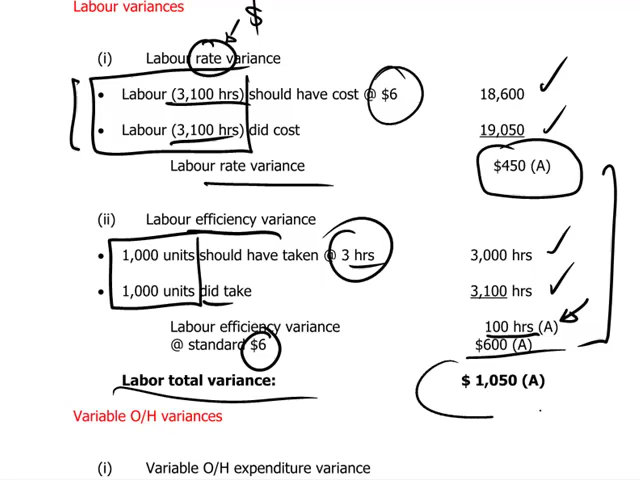 Labour variances
$
(i) Labour rate variance
• Labour (3,100 hrs) should have cost @ $6 18,600
• Labour (3,100 hrs) did cost 19,050
Labour rate variance $450 (A)
(ii) Labour efficiency variance
• 1,000 units should have taken @ 3 hrs 3,000 hrs
• 1,000 units did take 3,100 hrs
Labour efficiency variance 100 hrs (A)
@ standard $6 $600 (A)
Labor total variance: $ 1,050 (A)
Variable O/H variances
(i) Variable O/H expenditure variance